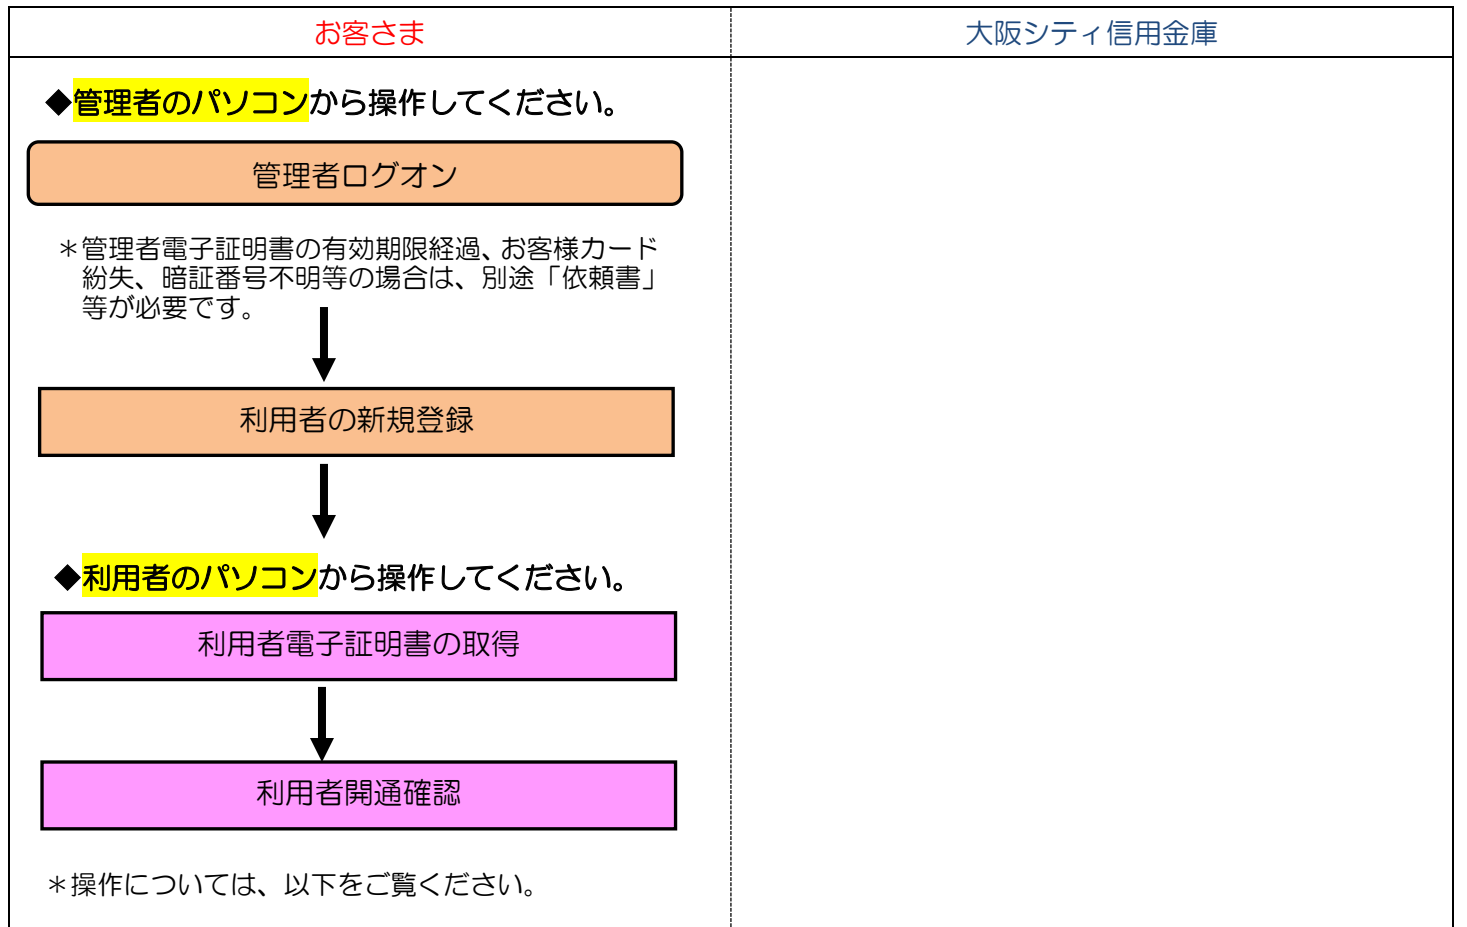 お客さま
大阪シティ信用金庫
◆管理者のパソコンから操作してください。
管理者ログオン
＊管理者電子証明書の有効期限経過、お客様カード
紛失、暗証番号不明等の場合は、別途「依頼書」
等が必要です。
利用者の新規登録
◆利用者のパソコンから操作してください。
利用者電子証明書の取得
利用者開通確認
＊操作については、以下をご覧ください。